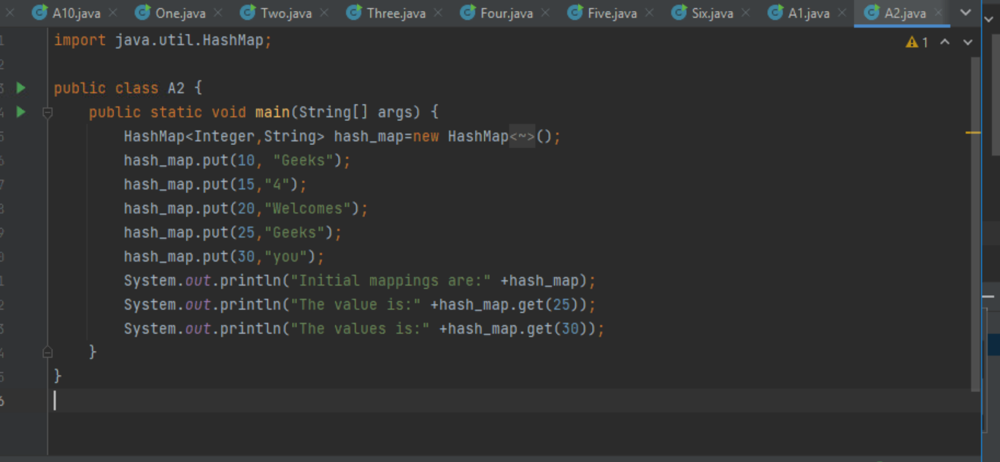 A10.java One.java Two.java Three.java Four.java Five.java Six.java A1.java A2.java
import java.util.HashMap;
1
public class A2 {
public static void main(String[] args) {
HashMap<Integer,String> hash_map=new HashMap<~>();
hash_map.put(10, "Geeks");
hash_map.put(15,"4");
hash_map.put(20,"Welcomes");
hash_map.put(25,"Geeks");
hash_map.put(30,"you");
System.out.println("Initial mappings are:" +hash_map);
System.out.println("The value is:" +hash_map.get(25));
System.out.println("The values is:" +hash_map.get(30));
}
}